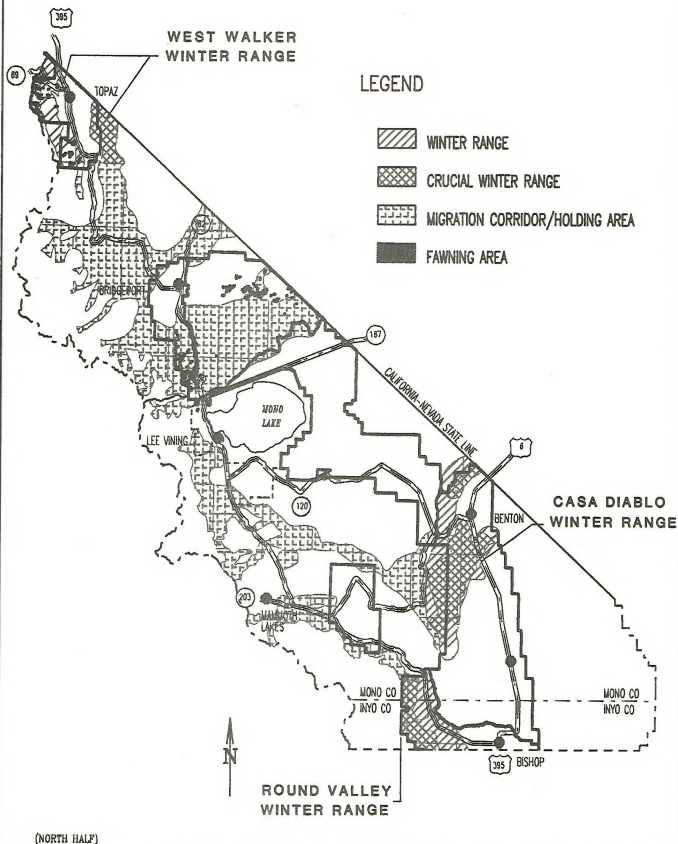 395
WEST WALKER
WINTER RANGE
89
TOPAZ
LEGEND
WINTER RANGE
CRUCIAL WINTER RANGE
MIGRATION CORRIDOR/HOLDING AREA
FAWNING AREA
182
BRIDGEPORT
167
CALIFORNIA-NEVADA STATE LINE
MONO
LAKE
LEE VINING
6
120
BENTON
CASA DIABLO
WINTER RANGE
203
MAMMOTH
LAKES
MONO CO
INYO CO
MONO CO
INYO CO
N
395
BISHOP
ROUND VALLEY
WINTER RANGE
(NORTH HALF)